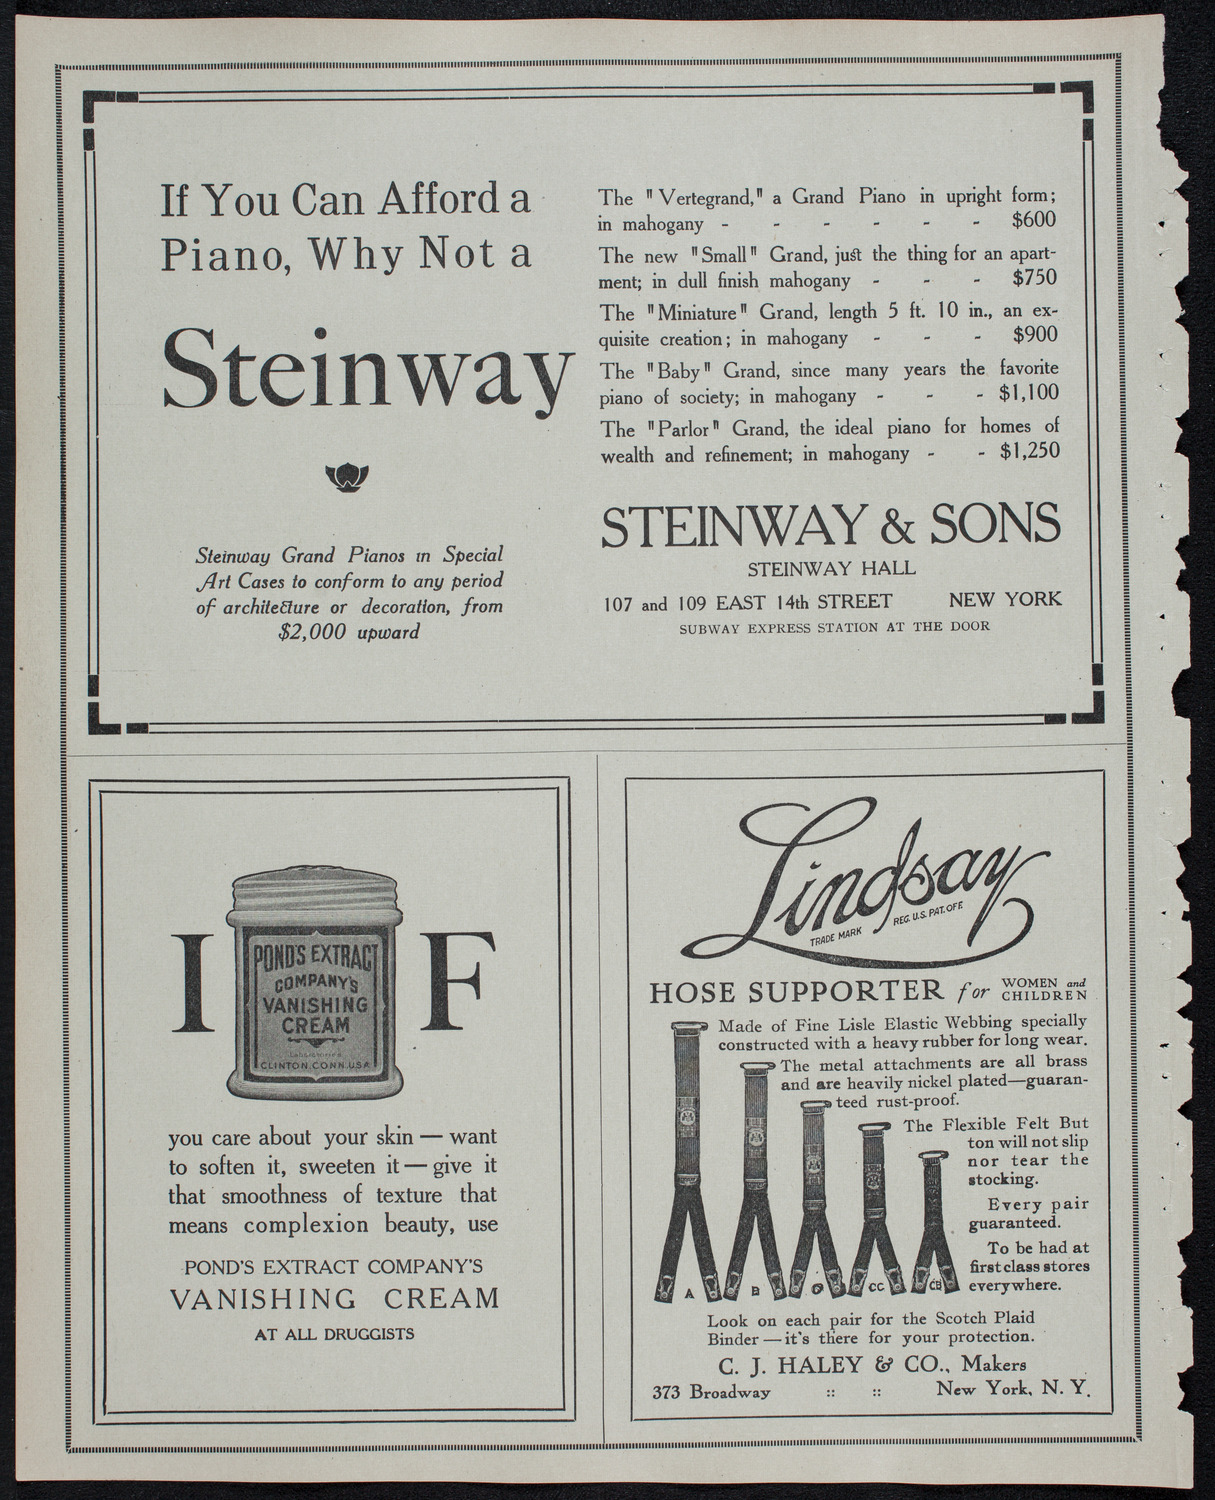 If You Can Afford a
Piano, Why Not a
Steinway
Steinway Grand Pianos in Special
Art Cases to conform to any period
of architecture or decoration, from
$2,000 upward
The "Vertegrand," a Grand Piano in upright form;
in mahogany - - - - - - $600
The new "Small" Grand, just the thing for an apart-
ment; in dull finish mahogany - - - $750
The "Miniature" Grand, length 5 ft. 10 in., an ex-
quisite creation; in mahogany - - - $900
The "Baby" Grand, since many years the favorite
piano of society; in mahogany - - - $1,100
The "Parlor" Grand, the ideal piano for homes of
wealth and refinement; in mahogany - - $1,250
STEINWAY & SONS
STEINWAY HALL
107 and 109 EAST 14th STREET NEW YORK
SUBWAY EXPRESS STATION AT THE DOOR
IF
POND'S EXTRACT
COMPANY'S
VANISHING
CREAM
Laboratories
CLINTON.CONN.USA
you care about your skin — want
to soften it, sweeten it — give it
that smoothness of texture that
means complexion beauty, use
POND'S EXTRACT COMPANY'S
VANISHING CREAM
AT ALL DRUGGISTS
Lindsay
TRADE MARK REG. U.S. PAT. OFF.
HOSE SUPPORTER for WOMEN and
CHILDREN
Made of Fine Lisle Elastic Webbing specially
constructed with a heavy rubber for long wear.
The metal attachments are all brass
and are heavily nickel plated—guaran-
teed rust-proof.
The Flexible Felt But
ton will not slip
nor tear the
stocking.
Every pair
guaranteed.
To be had at
first class stores
everywhere.
A B C CC CB
Look on each pair for the Scotch Plaid
Binder — it's there for your protection.
C. J. HALEY & CO., Makers
373 Broadway :: :: New York, N. Y.